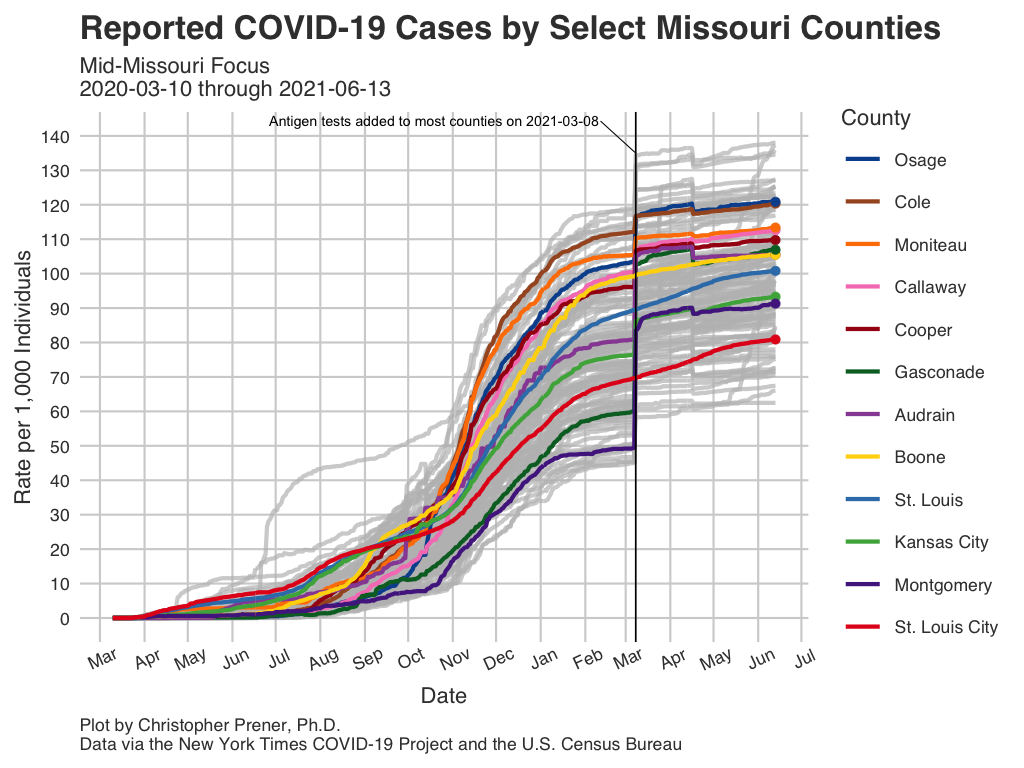 Reported COVID-19 Cases by Select Missouri Counties
Mid-Missouri Focus
2020-03-10 through 2021-06-13
Antigen tests added to most counties on 2021-03-08
Rate per 1,000 Individuals
140
130
120
110
100
90
80
70
60
50
40
30
20
10
0
Mar Apr May Jun Jul Aug Sep Oct Nov Dec Jan Feb Mar Apr May Jun Jul
Date
County
Osage
Cole
Moniteau
Callaway
Cooper
Gasconade
Audrain
Boone
St. Louis
Kansas City
Montgomery
St. Louis City
Plot by Christopher Prener, Ph.D.
Data via the New York Times COVID-19 Project and the U.S. Census Bureau